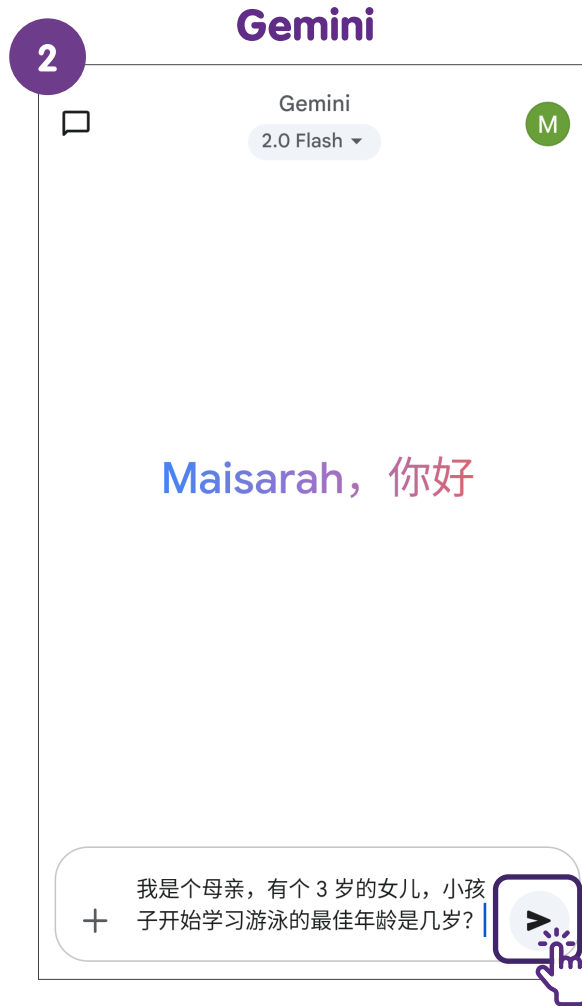 Gemini
2
Gemini
2.0 Flash
M
Maisarah，你好
我是个母亲，有个 3 岁的女儿，小孩
子开始学习游泳的最佳年龄是几岁？